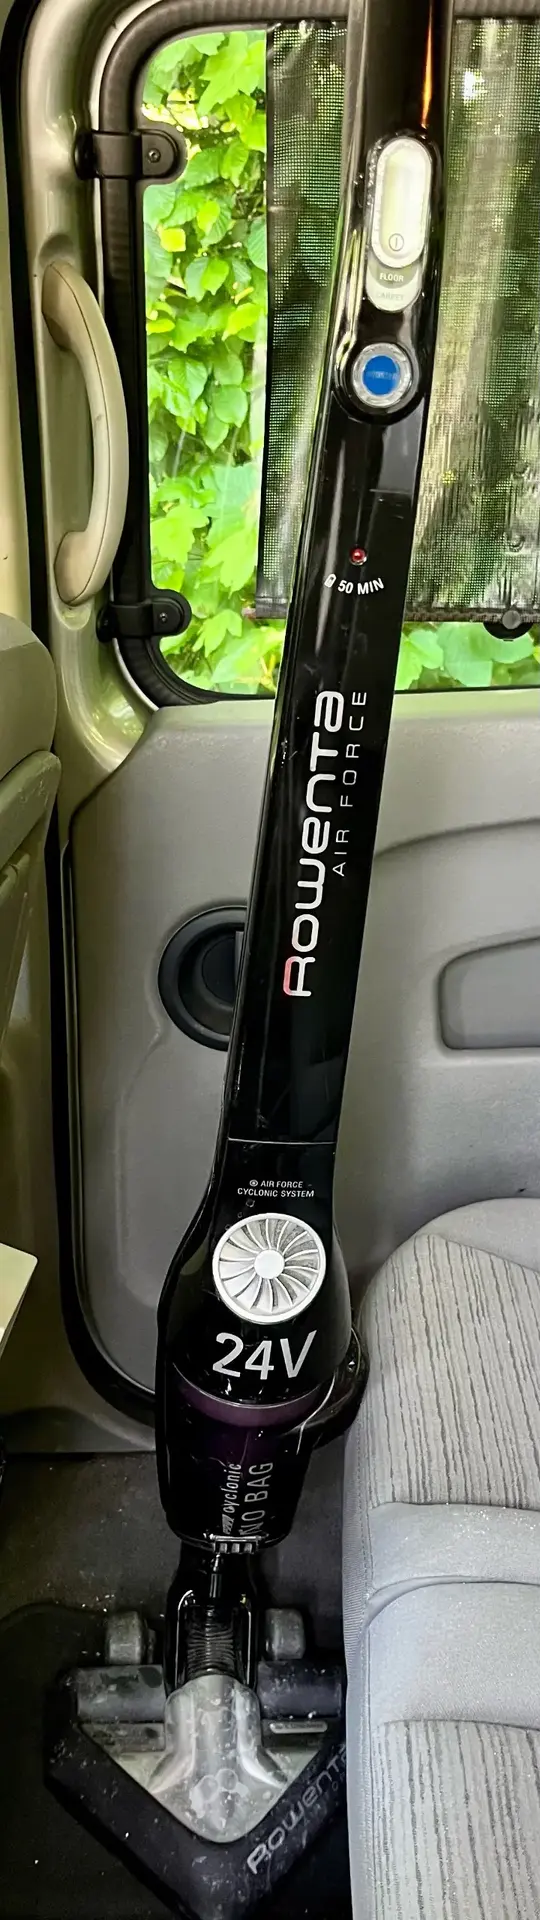 FLOOR
50 MIN
Rowenta
AIR FORCE
AIR FORCE
CYCLONIC SYSTEM
24V
cyclonic
NO BAG
Rowenta